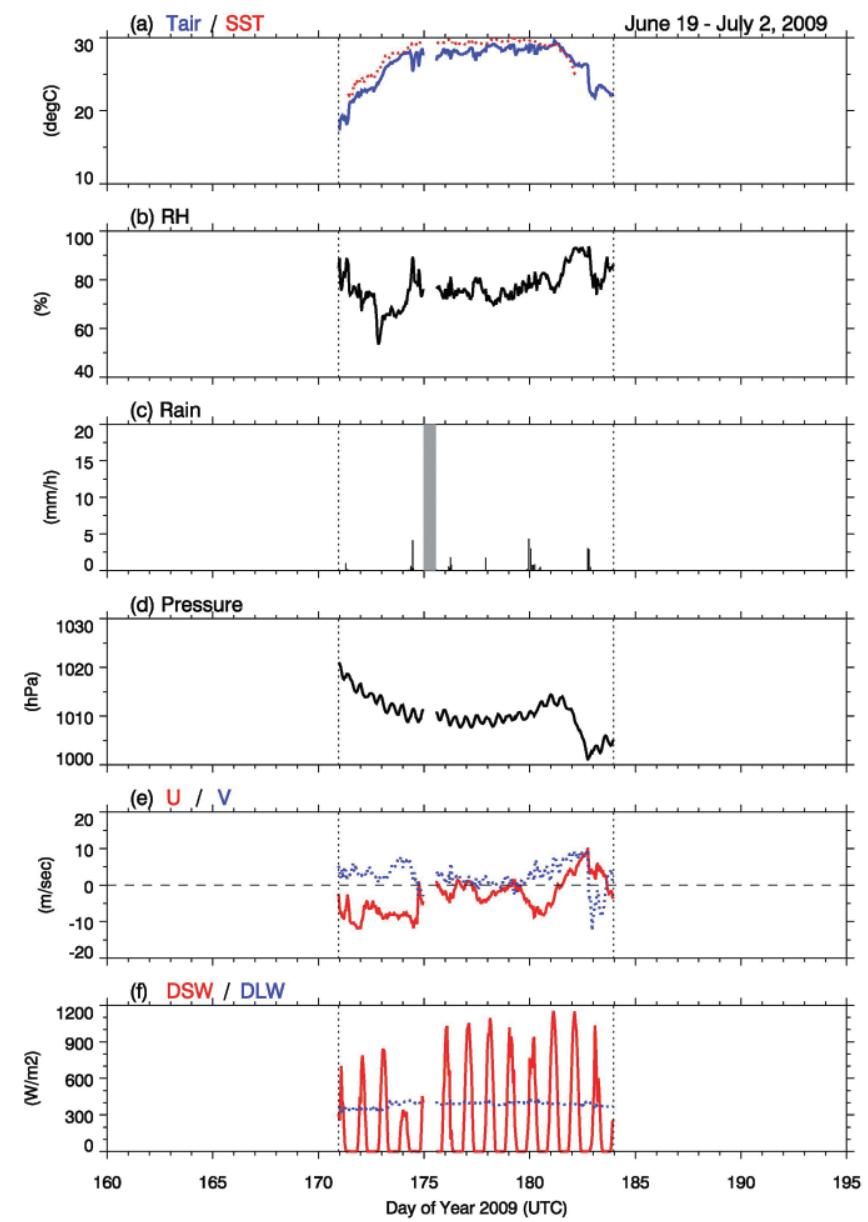 (a) Tair / SST June 19 - July 2, 2009
30
20
10
(degC)
(b) RH
100
80
60
40
(%)
(c) Rain
20
15
10
5
0
(mm/h)
(d) Pressure
1030
1020
1010
1000
(hPa)
(e) U / V
20
10
0
-10
-20
(m/sec)
(f) DSW / DLW
1200
900
600
300
0
(W/m2)
160 165 170 175 180 185 190 195
Day of Year 2009 (UTC)